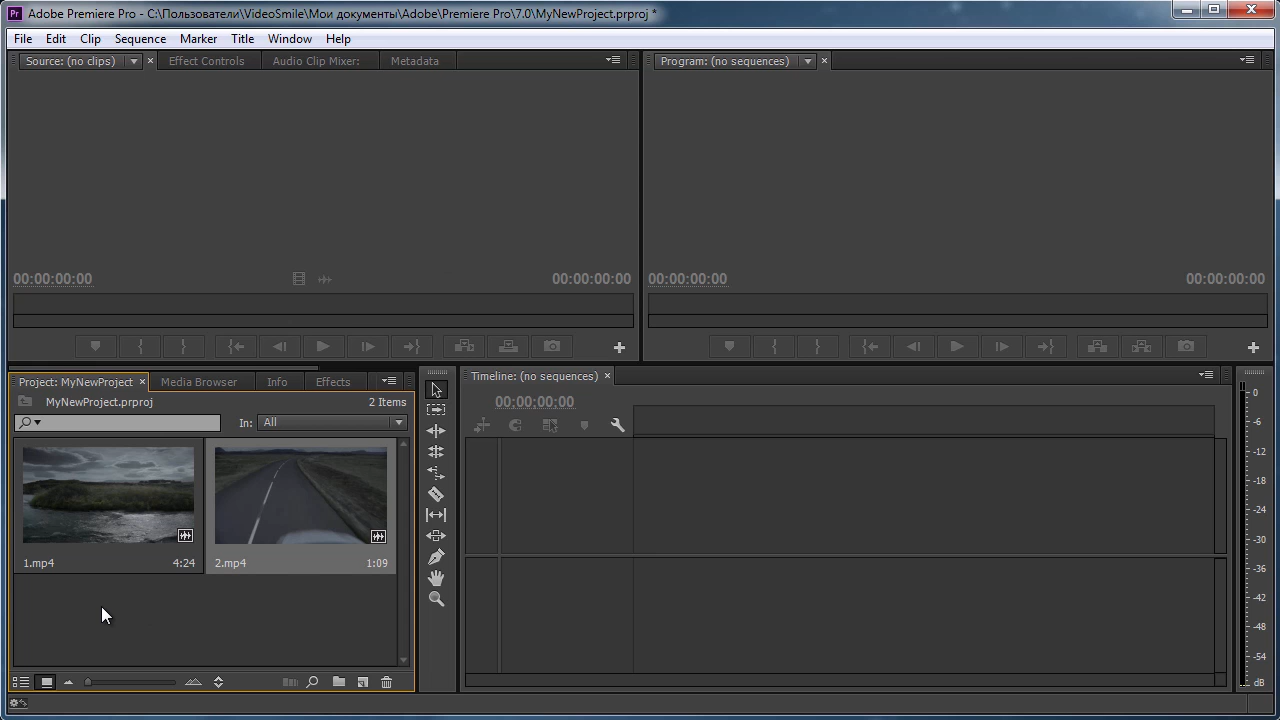 Pr Adobe Premiere Pro - C:\Пользователи\VideoSmile\Мои документы\Adobe\Premiere Pro\7.0\MyNewProject.prproj *
File Edit Clip Sequence Marker Title Window Help
Source: (no clips) Effect Controls Audio Clip Mixer: Metadata
Program: (no sequences)
00:00:00:00 00:00:00:00
00:00:00:00 00:00:00:00
Project: MyNewProject Media Browser Info Effects
MyNewProject.prproj 2 Items
In: All
1.mp4 4:24
2.mp4 1:09
Timeline: (no sequences)
00;00;00;00
0
-6
-12
-18
-24
-30
-36
-42
-48
-54
dB